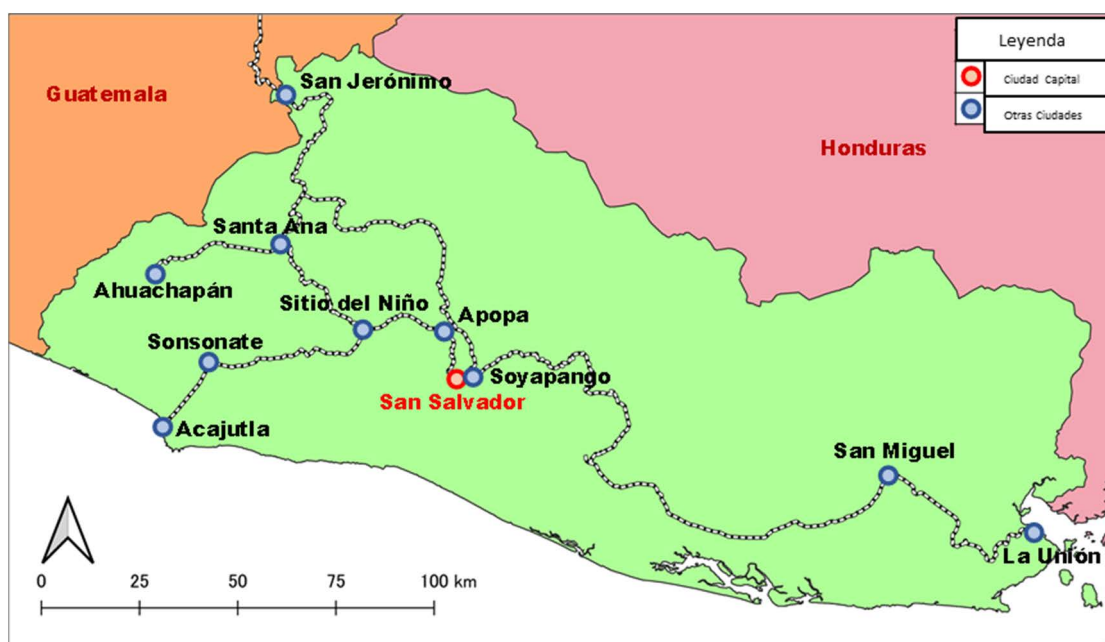 Leyenda
Ciudad Capital
Otras Ciudades
Guatemala
San Jerónimo
Honduras
Santa Ana
Ahuachapán
Sitio del Niño
Apopa
Sonsonate
Soyapango
San Salvador
Acajutla
San Miguel
La Unión
0 25 50 75 100 km